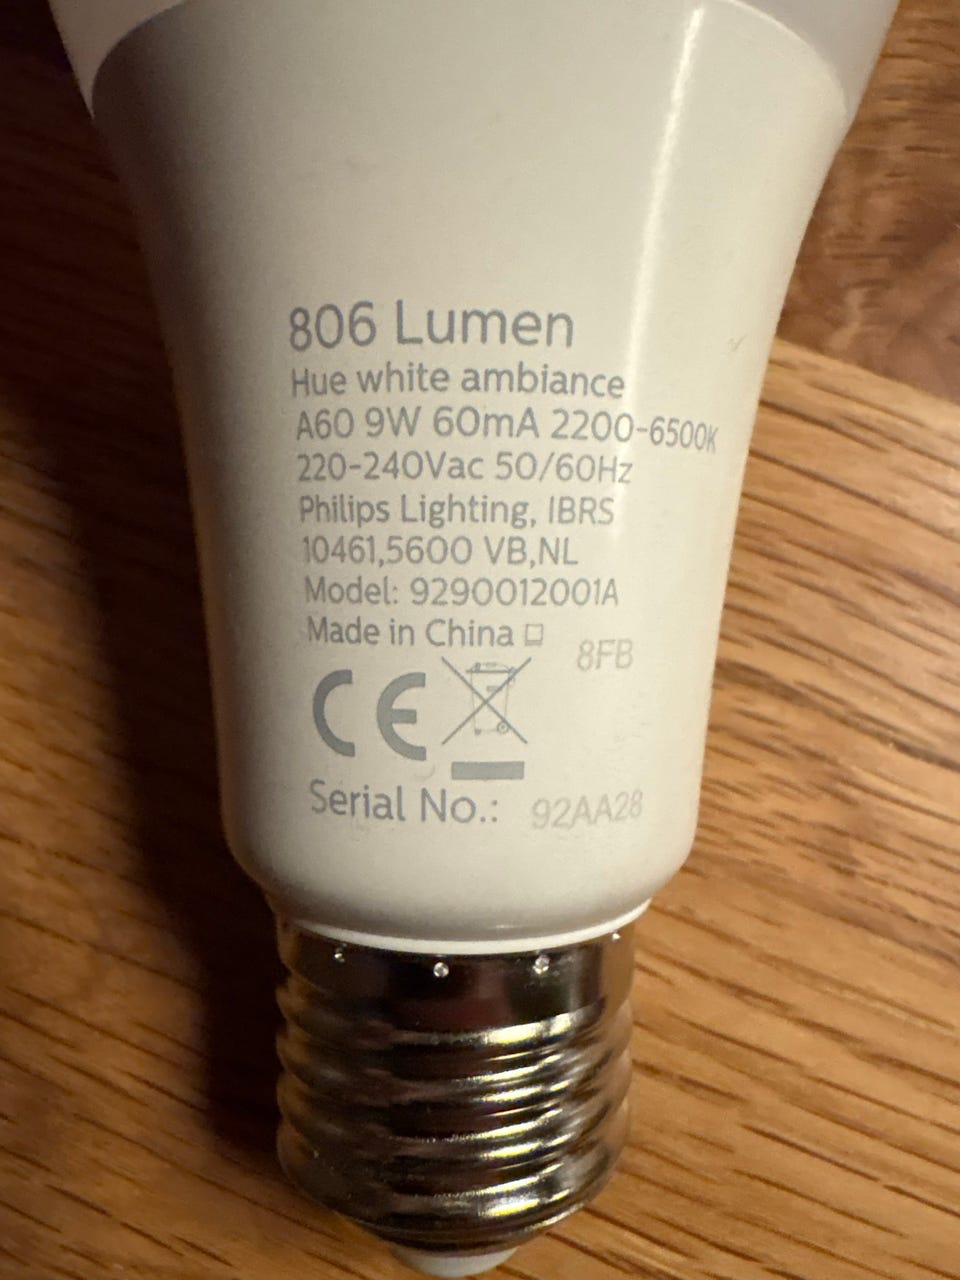 806 Lumen
Hue white ambiance
A60 9W 60mA 2200-6500K
220-240Vac 50/60Hz
Philips Lighting, IBRS
10461,5600 VB,NL
Model: 9290012001A
Made in China
8FB
CE
Serial No.: 92AA28